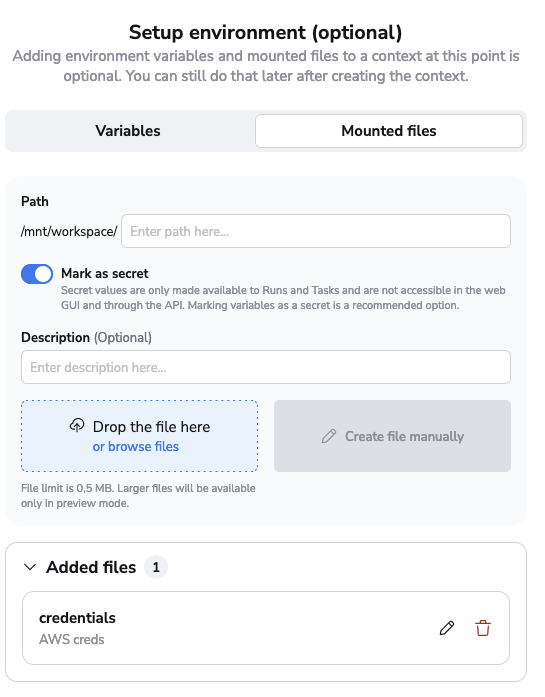 Setup environment (optional)
Adding environment variables and mounted files to a context at this point is
optional. You can still do that later after creating the context.
Variables
Mounted files
Path
/mnt/workspace/
Enter path here...
Mark as secret
Secret values are only made available to Runs and Tasks and are not accessible in the web
GUI and through the API. Marking variables as a secret is a recommended option.
Description (Optional)
Enter description here...
Drop the file here
or browse files
Create file manually
File limit is 0,5 MB. Larger files will be available
only in preview mode.
Added files 1
credentials
AWS creds